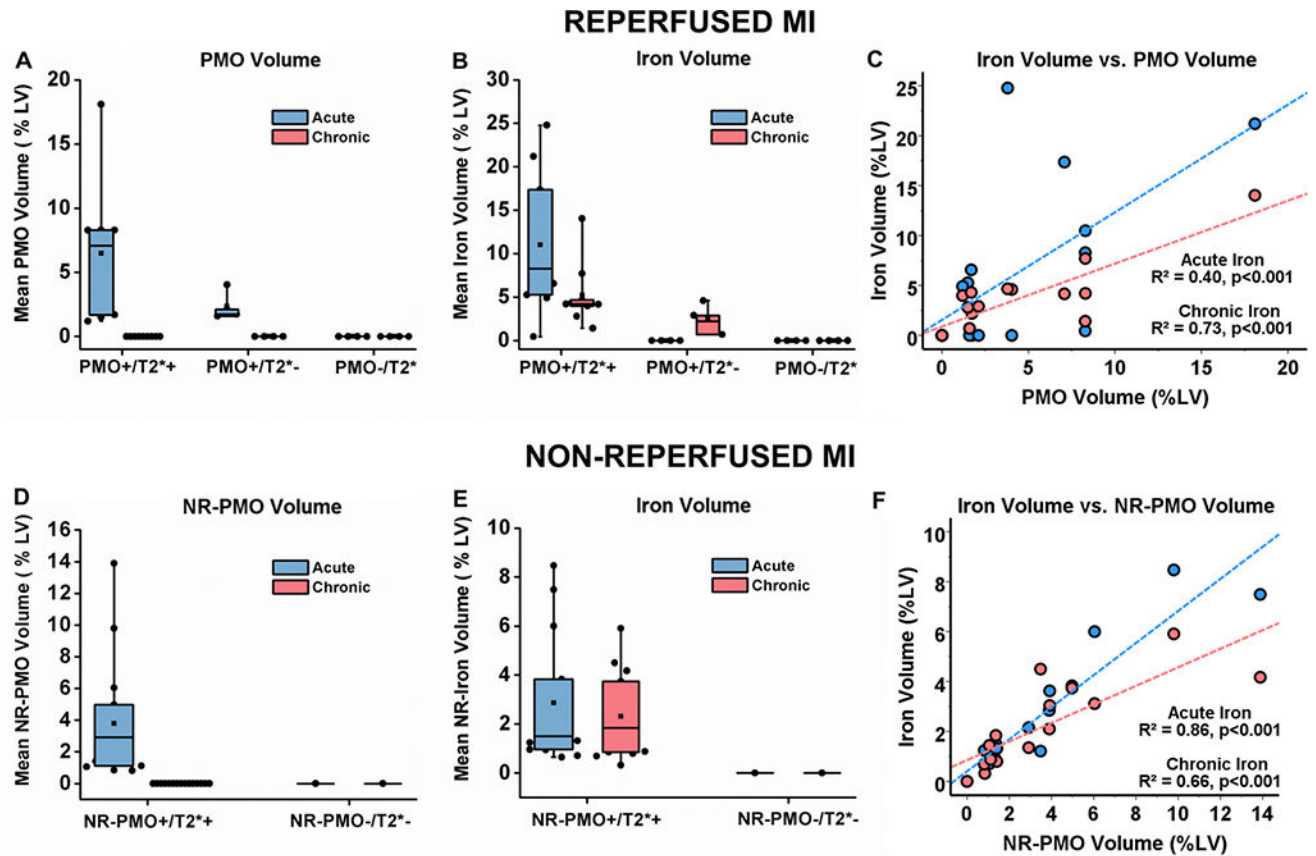 REPERFUSED MI
A
PMO Volume
Mean PMO Volume ( % LV)
20
15
10
5
0
Acute
Chronic
PMO+/T2*+
PMO+/T2*-
PMO-/T2*
B
Iron Volume
Mean Iron Volume ( % LV)
30
25
20
15
10
5
0
Acute
Chronic
PMO+/T2*+
PMO+/T2*-
PMO-/T2*
C
Iron Volume vs. PMO Volume
Iron Volume (%LV)
25
20
15
10
5
0
Acute Iron
R² = 0.40, p<0.001
Chronic Iron
R² = 0.73, p<0.001
0 5 10 15 20
PMO Volume (%LV)
NON-REPERFUSED MI
D
NR-PMO Volume
Mean NR-PMO Volume ( % LV)
16
14
12
10
8
6
4
2
0
Acute
Chronic
NR-PMO+/T2*+
NR-PMO-/T2*-
E
Iron Volume
Mean NR-Iron Volume ( % LV)
10
8
6
4
2
0
Acute
Chronic
NR-PMO+/T2*+
NR-PMO-/T2*-
F
Iron Volume vs. NR-PMO Volume
Iron Volume (%LV)
10
8
6
4
2
0
Acute Iron
R² = 0.86, p<0.001
Chronic Iron
R² = 0.66, p<0.001
0 2 4 6 8 10 12 14
NR-PMO Volume (%LV)